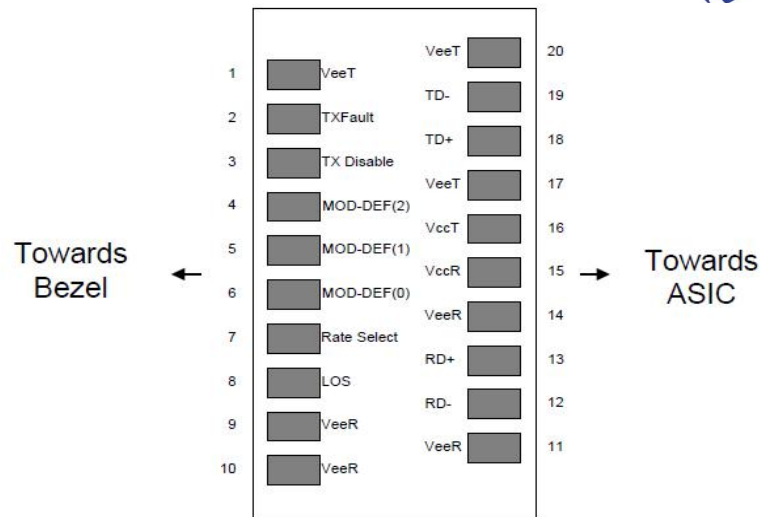 VeeT 20
1 VeeT
TD- 19
2 TXFault
TD+ 18
3 TX Disable
VeeT 17
4 MOD-DEF(2)
VccT 16
5 MOD-DEF(1)
Towards
Bezel
VccR 15
Towards
ASIC
6 MOD-DEF(0)
VeeR 14
7 Rate Select
RD+ 13
8 LOS
RD- 12
9 VeeR
VeeR 11
10 VeeR